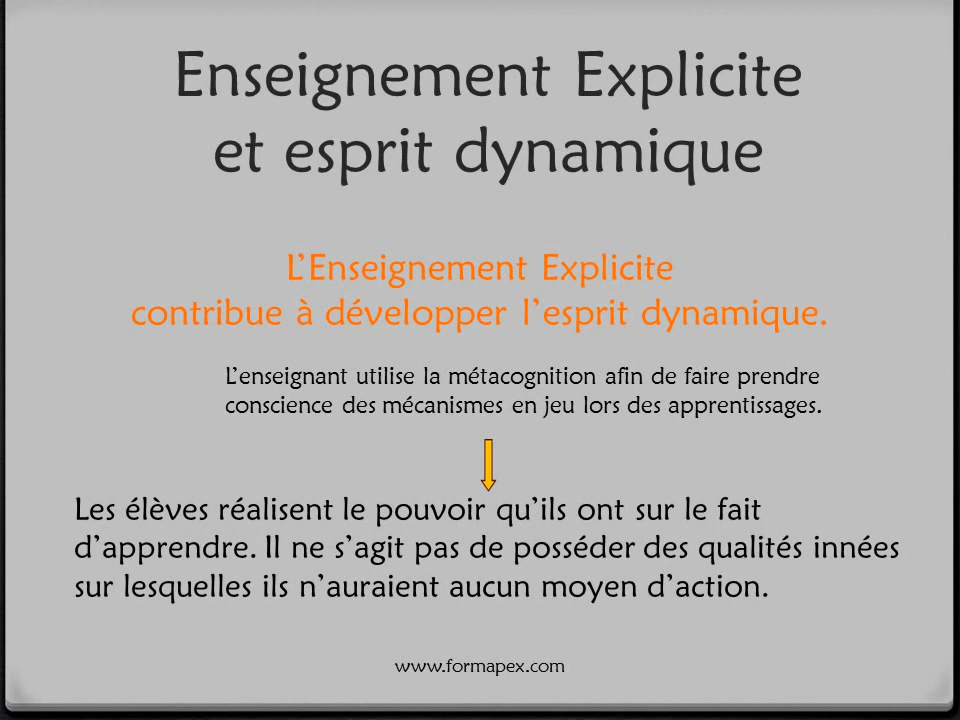 Enseignement Explicite
et esprit dynamique
L’Enseignement Explicite
contribue à développer l’esprit dynamique.
L’enseignant utilise la métacognition afin de faire prendre
conscience des mécanismes en jeu lors des apprentissages.
Les élèves réalisent le pouvoir qu’ils ont sur le fait
d’apprendre. Il ne s’agit pas de posséder des qualités innées
sur lesquelles ils n’auraient aucun moyen d’action.
www.formapex.com